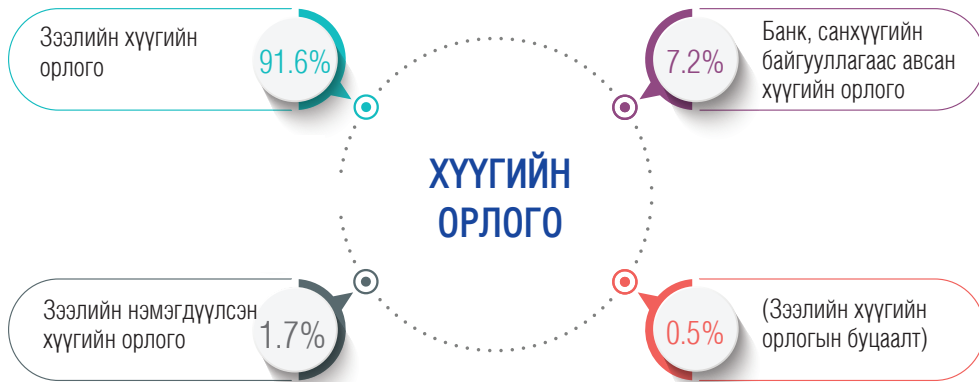 Зээлийн хүүгийн
орлого
91.6%
7.2%
Банк, санхүүгийн
байгууллагаас авсан
хүүгийн орлого
ХҮҮГИЙН
ОРЛОГО
Зээлийн нэмэгдүүлсэн
хүүгийн орлого
1.7%
0.5%
(Зээлийн хүүгийн
орлогын буцаалт)